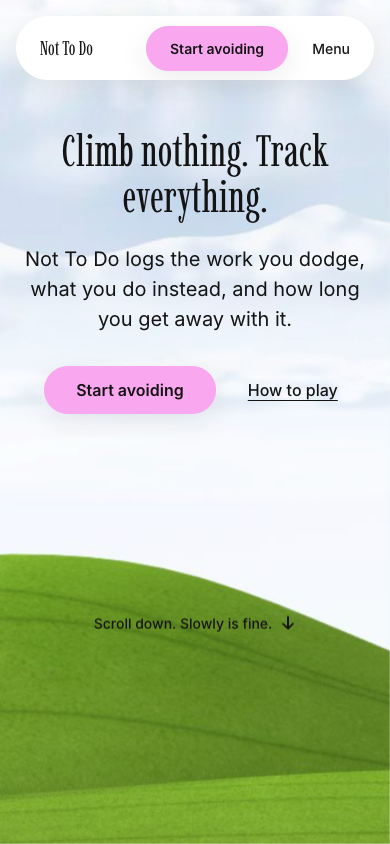 Not To Do
Start avoiding
Menu
Climb nothing. Track
everything.
Not To Do logs the work you dodge,
what you do instead, and how long
you get away with it.
Start avoiding
How to play
Scroll down. Slowly is fine.